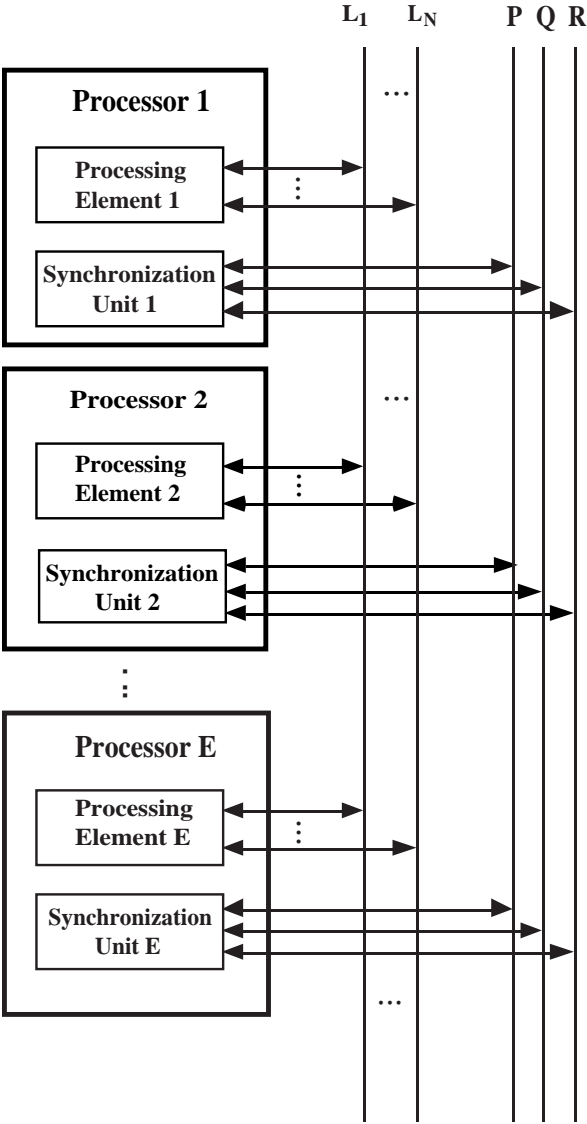 L1 LN P Q R
...
Processor 1
Processing
Element 1
...
Synchronization
Unit 1
...
Processor 2
Processing
Element 2
...
Synchronization
Unit 2
...
Processor E
Processing
Element E
...
Synchronization
Unit E
...